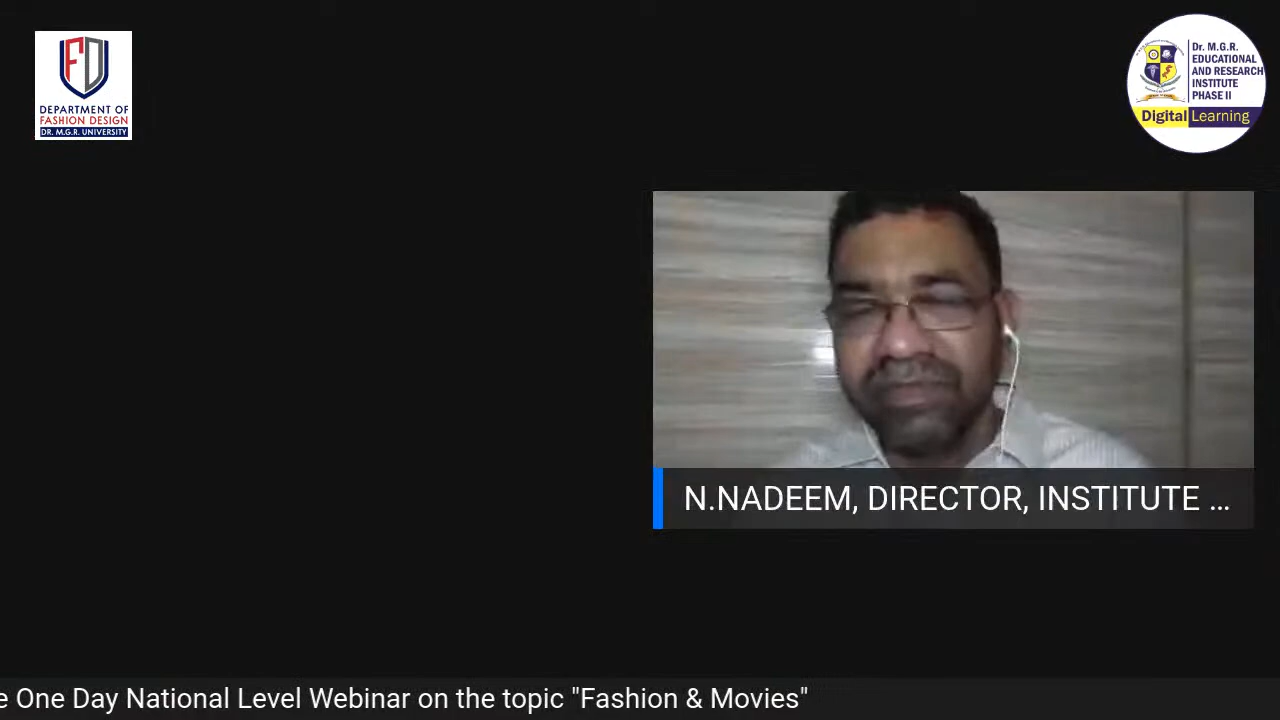 FD
DEPARTMENT OF
FASHION DESIGN
DR. M.G.R. UNIVERSITY
Dr. M.G.R.
EDUCATIONAL
AND RESEARCH
INSTITUTE
PHASE II
Digital Learning
N.NADEEM, DIRECTOR, INSTITUTE ...
e One Day National Level Webinar on the topic "Fashion & Movies"